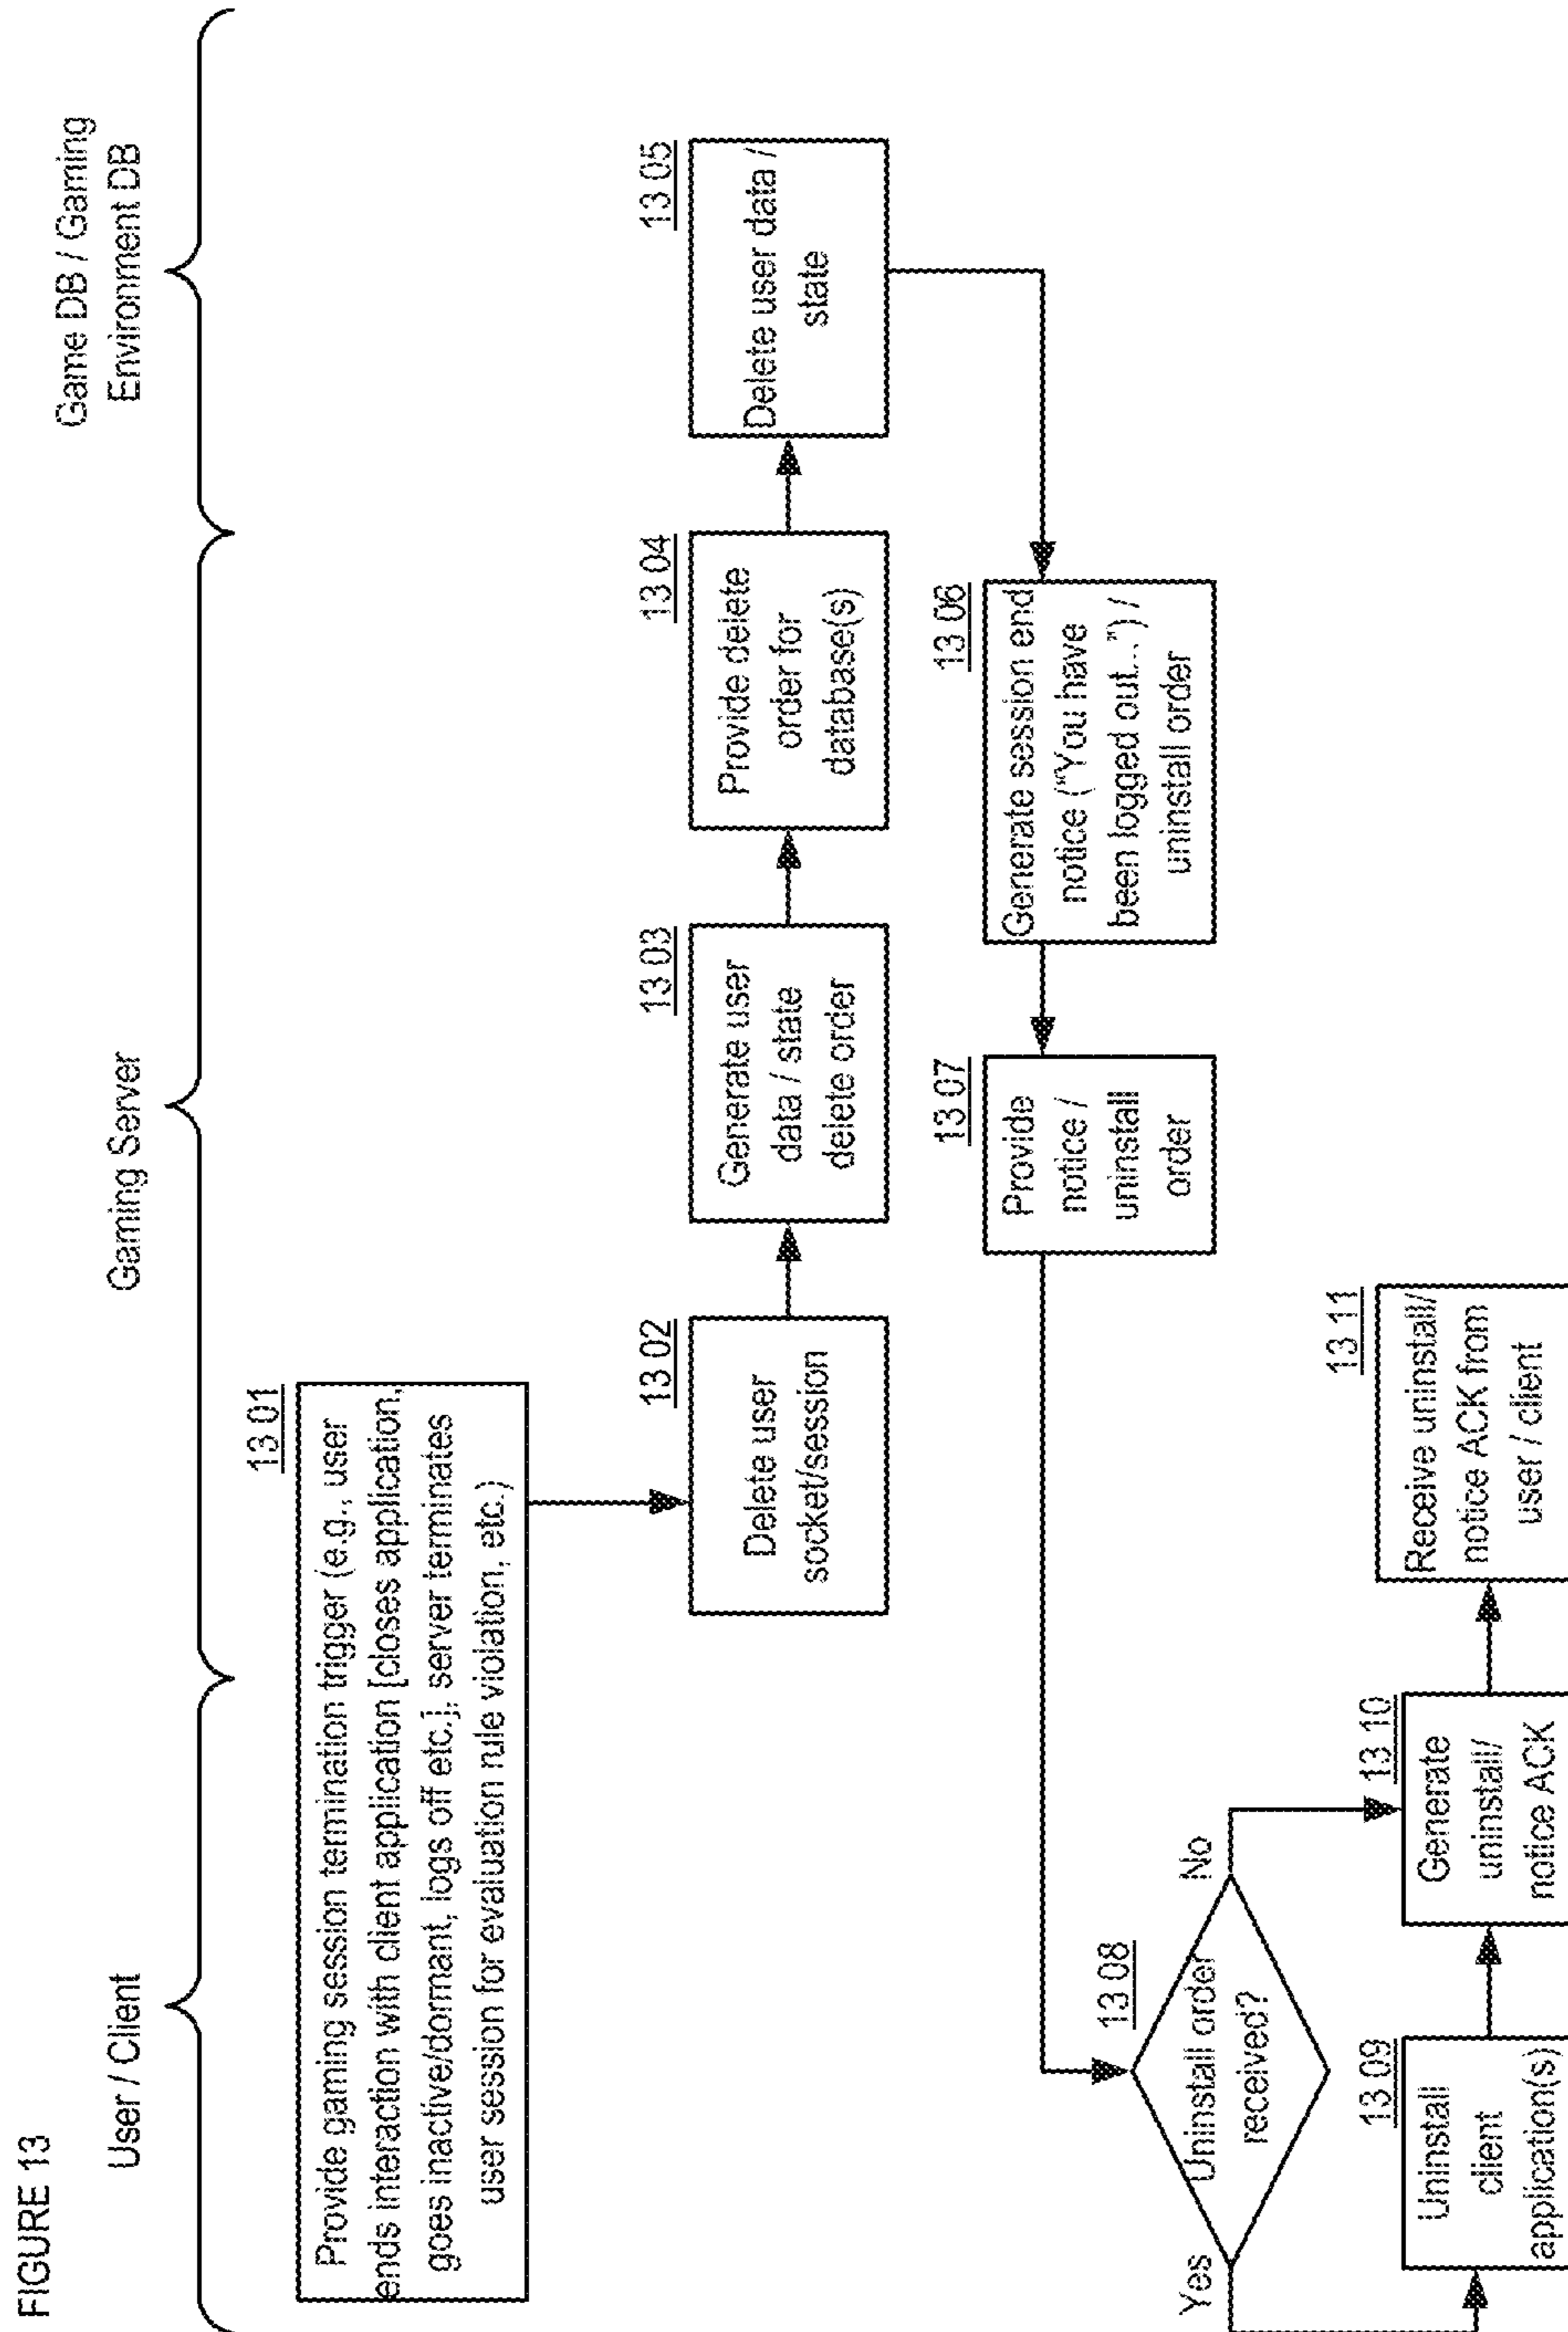 FIGURE 13
User / Client
Gaming Server
Game DB / Gaming
Environment DB
13 01
Provide gaming session termination trigger (e.g., user
ends interaction with client application [closes application,
goes inactive/dormant, logs off etc.], server terminates
user session for evaluation rule violation, etc.)
13 02
Delete user
socket/session
13 03
Generate user
data / state
delete order
13 04
Provide delete
order for
database(s)
13 05
Delete user data /
state
13 06
Generate session end
notice ("You have
been logged out...") /
uninstall order
13 07
Provide
notice /
uninstall
order
13 08
Uninstall order
received?
Yes
No
13 09
Uninstall
client
application(s)
13 10
Generate
uninstall/
notice ACK
13 11
Receive uninstall/
notice ACK from
user / client